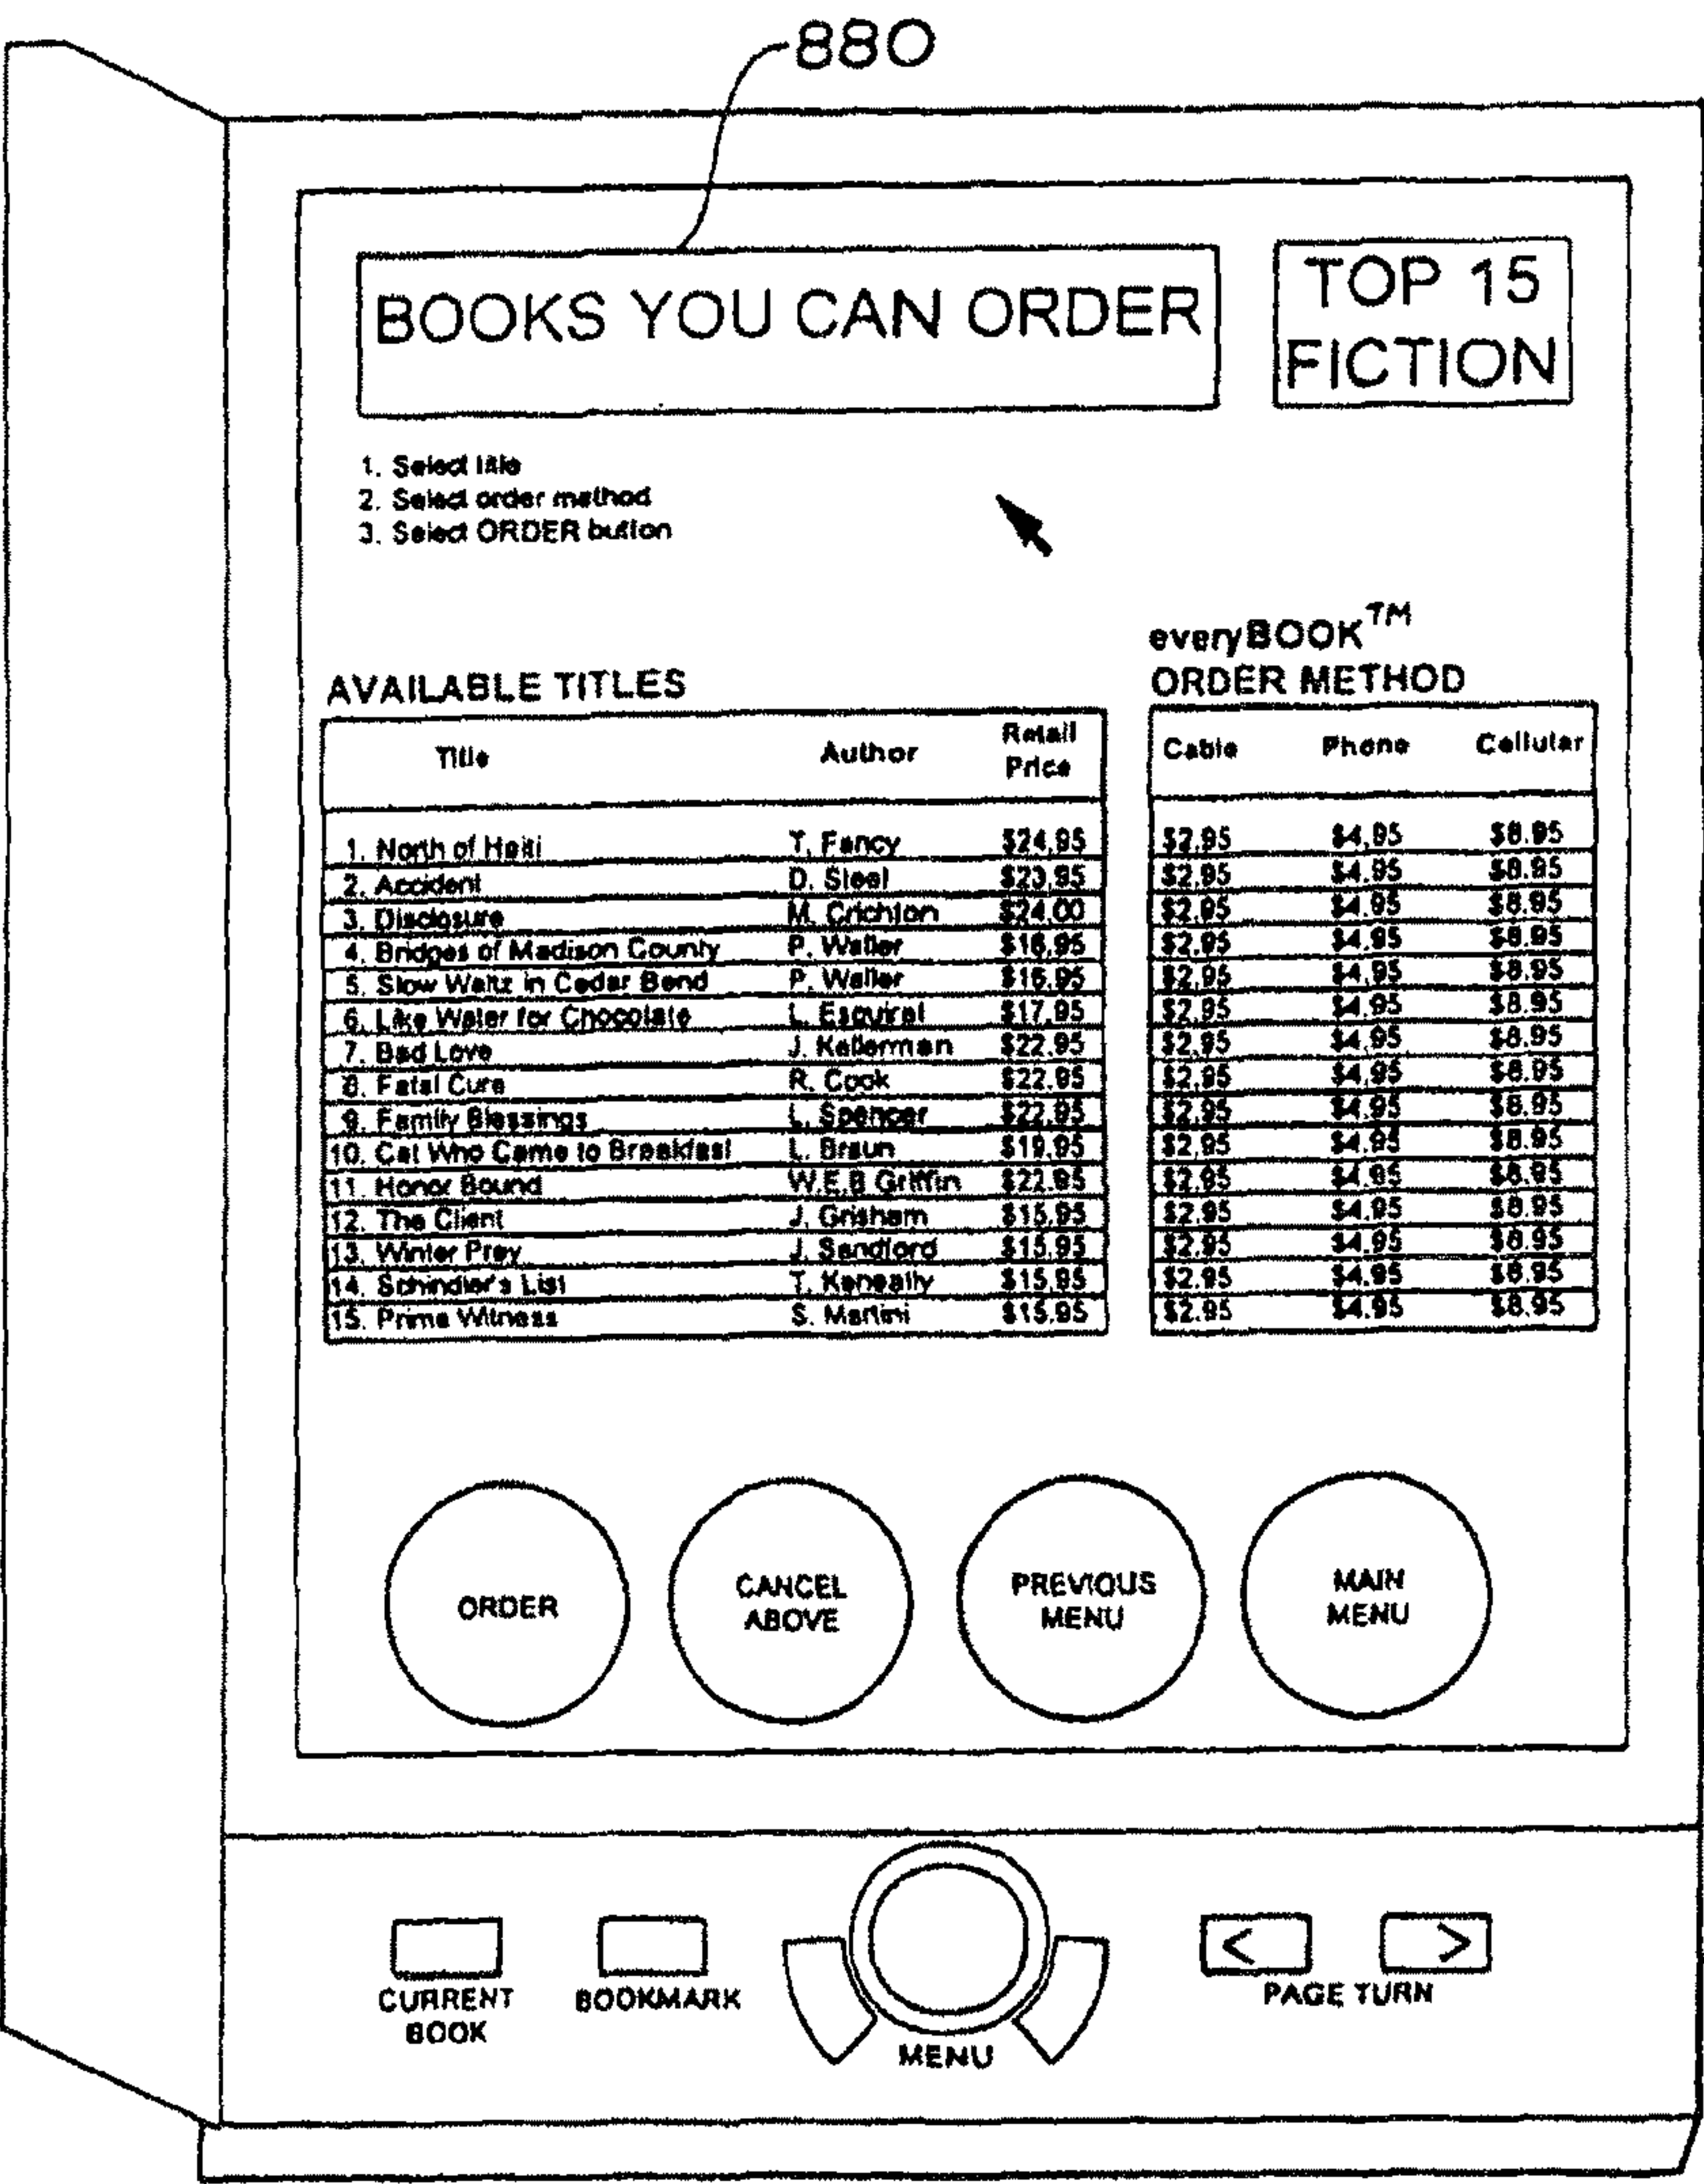 880
BOOKS YOU CAN ORDER
TOP 15
FICTION
1. Select title
2. Select order method
3. Select ORDER button
everyBOOK™
ORDER METHOD
AVAILABLE TITLES
Title Author Retail Price Cable Phone Cellular
1. North of Haiti T. Fancy $24.95 $2.95 $4.95 $8.95
2. Accident D. Steel $23.95 $2.95 $4.95 $8.95
3. Disclosure M. Crichton $24.00 $2.95 $4.95 $8.95
4. Bridges of Madison County P. Waller $16.95 $2.95 $4.95 $8.95
5. Slow Waltz in Cedar Bend P. Waller $16.95 $2.95 $4.95 $8.95
6. Like Water for Chocolate L. Esquirel $17.95 $2.95 $4.95 $8.95
7. Bad Love J. Kellerman $22.95 $2.95 $4.95 $8.95
8. Fatal Cure R. Cook $22.95 $2.95 $4.95 $8.95
9. Family Blessings L. Spencer $22.95 $2.95 $4.95 $8.95
10. Cat Who Came to Breakfast L. Braun $19.95 $2.95 $4.95 $8.95
11. Honor Bound W.E.B Griffin $22.95 $2.95 $4.95 $8.95
12. The Client J. Grisham $15.95 $2.95 $4.95 $8.95
13. Winter Prey J. Sandford $15.95 $2.95 $4.95 $8.95
14. Schindler's List T. Keneally $15.95 $2.95 $4.95 $8.95
15. Prime Witness S. Martini $15.95 $2.95 $4.95 $8.95
ORDER
CANCEL
ABOVE
PREVIOUS
MENU
MAIN
MENU
< >
CURRENT
BOOK
BOOKMARK
MENU
PAGE TURN